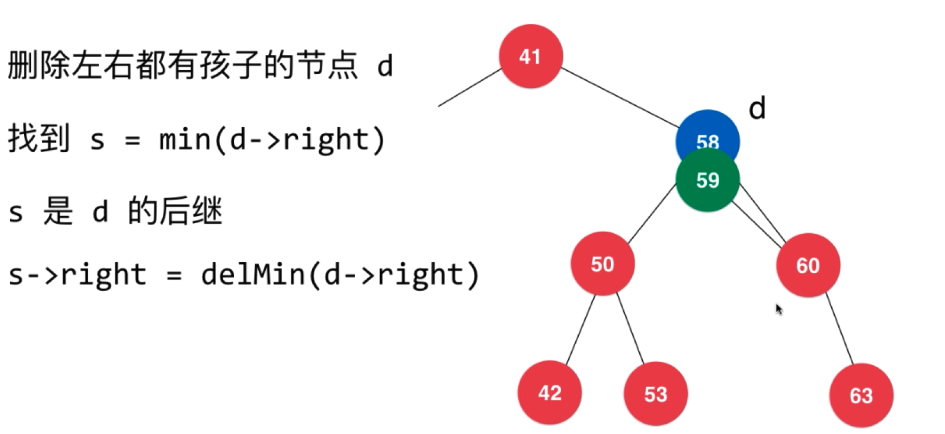 删除左右都有孩子的节点 d
找到 s = min(d->right)
s 是 d 的后继
s->right = delMin(d->right)
41
d
58
59
50
60
42
53
63